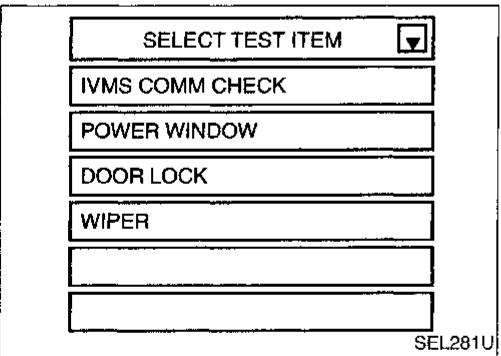 SELECT TEST ITEM
IVMS COMM CHECK
POWER WINDOW
DOOR LOCK
WIPER
SEL281U